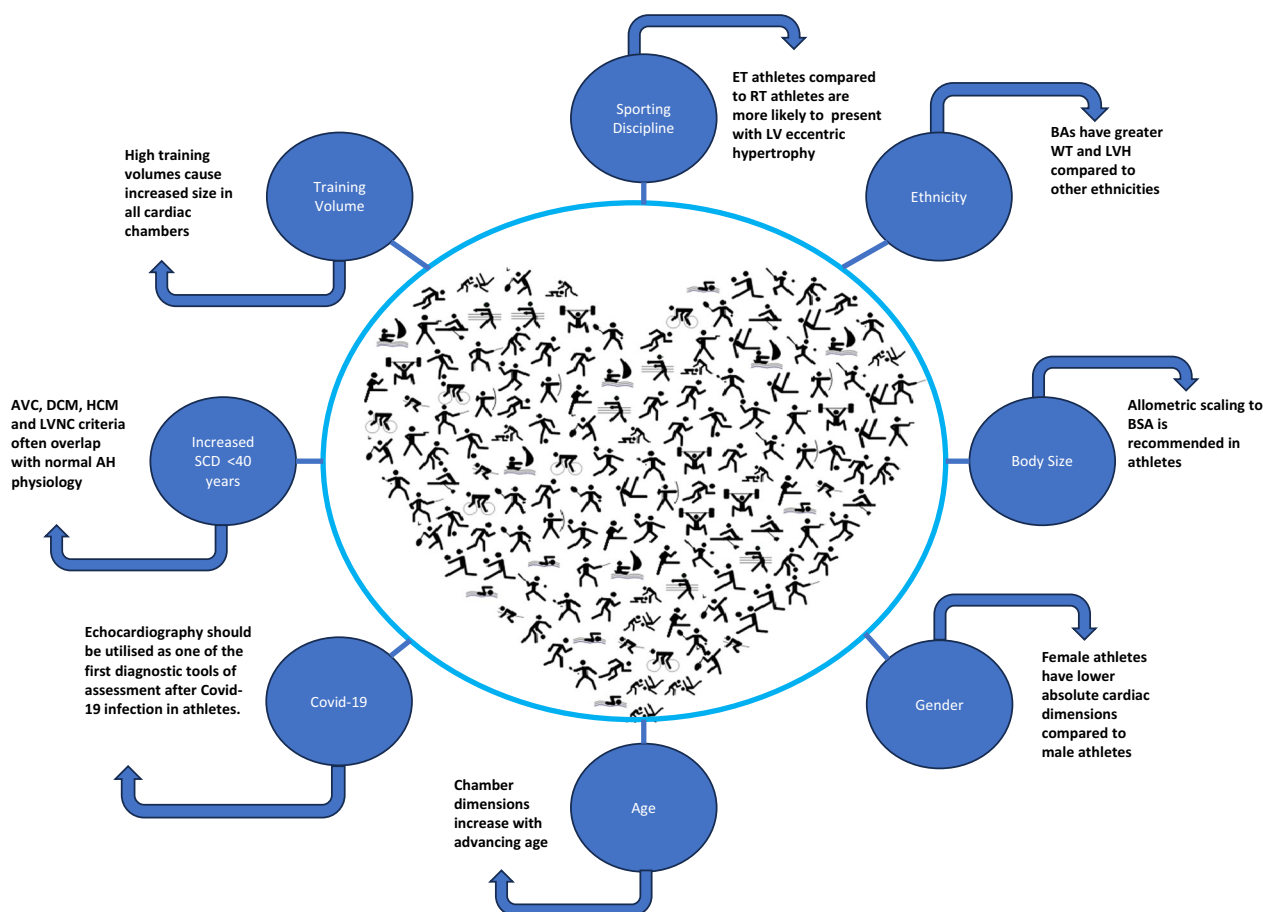 Sporting
Discipline
ET athletes compared
to RT athletes are
more likely to present
with LV eccentric
hypertrophy
Ethnicity
BAs have greater
WT and LVH
compared to
other ethnicities
Body Size
Allometric scaling to
BSA is
recommended in
athletes
Gender
Female athletes
have lower
absolute cardiac
dimensions
compared to
male athletes
Age
Chamber
dimensions
increase with
advancing age
Covid-19
Echocardiography should
be utilised as one of the
first diagnostic tools of
assessment after Covid-
19 infection in athletes.
Increased
SCD <40
years
AVC, DCM, HCM
and LVNC criteria
often overlap
with normal AH
physiology
Training
Volume
High training
volumes cause
increased size in
all cardiac
chambers